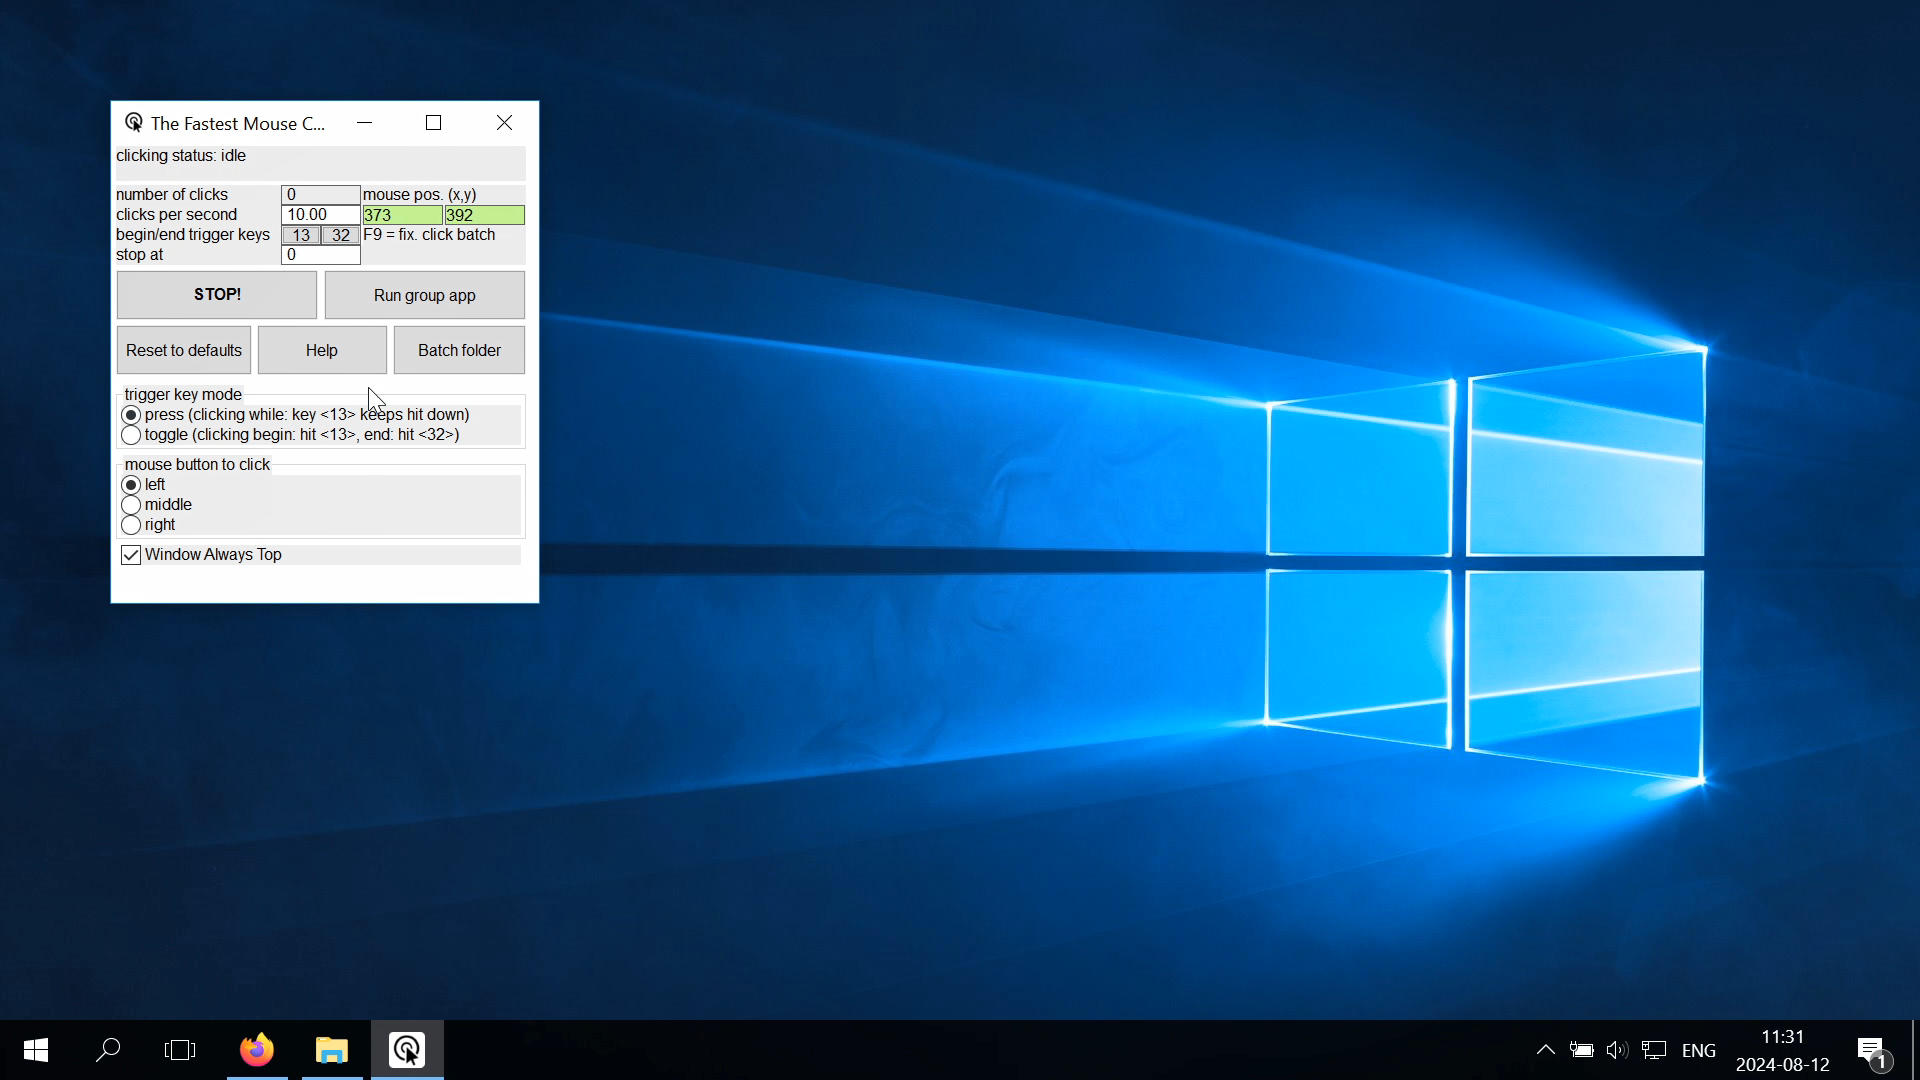 The Fastest Mouse C...
clicking status: idle
number of clicks 0 mouse pos. (x,y)
clicks per second 10.00 373 392
begin/end trigger keys 13 32 F9 = fix. click batch
stop at 0
STOP! Run group app
Reset to defaults Help Batch folder
trigger key mode
press (clicking while: key <13> keeps hit down)
toggle (clicking begin: hit <13>, end: hit <32>)
mouse button to click
left
middle
right
Window Always Top
ENG
11:31
2024-08-12
1